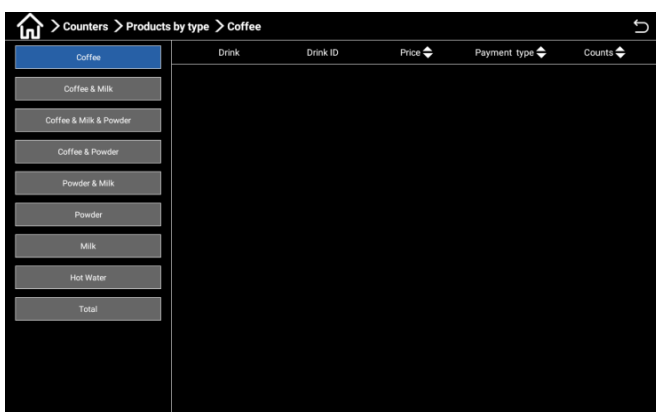 Counters Products by type Coffee
Drink Drink ID Price Payment type Counts
Coffee
Coffee & Milk
Coffee & Milk & Powder
Coffee & Powder
Powder & Milk
Powder
Milk
Hot Water
Total